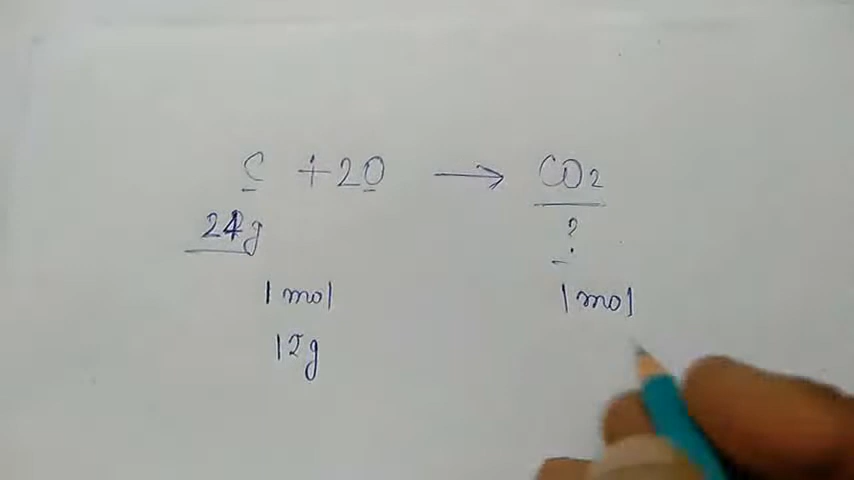 C + 2O → CO2
24g ?
1 mol 1 mol
12g